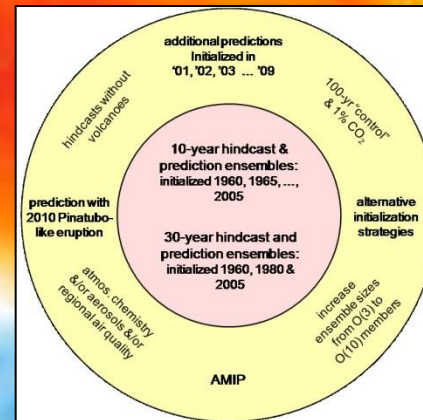 additional predictions
Initialized in
'01, '02, '03 ... '09
hindcasts without
volcanoes
100-yr "control"
& 1% CO2
10-year hindcast &
prediction ensembles:
initialized 1960, 1965, ...,
2005
prediction with
2010 Pinatubo-
like eruption
alternative
initialization
strategies
30-year hindcast and
prediction ensembles:
initialized 1960, 1980 &
2005
atmos. chemistry
&/or aerosols &/or
regional air quality
increase
ensemble sizes
from O(3) to
O(10) members
AMIP